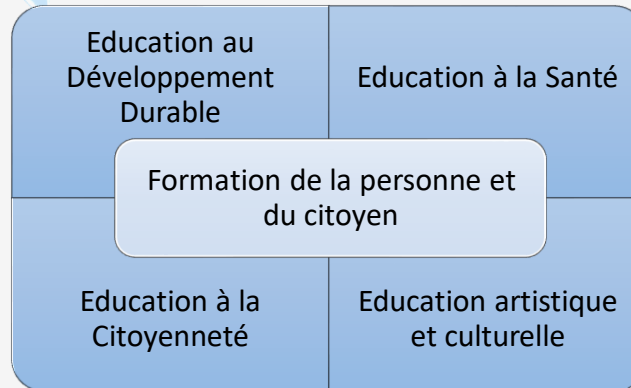 Education au
Développement
Durable
Education à la Santé
Formation de la personne et
du citoyen
Education à la
Citoyenneté
Education artistique
et culturelle